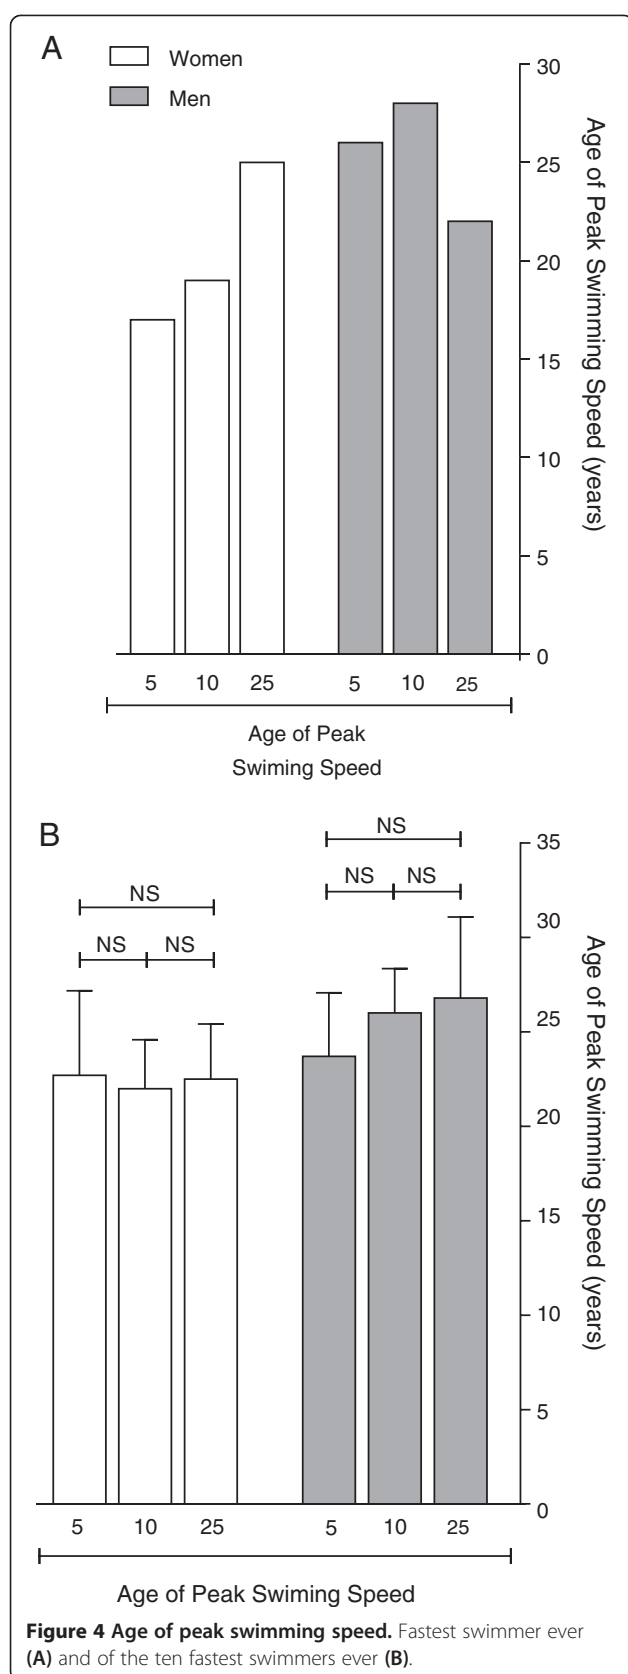 A
Women
Men
30
25
20
15
10
5
0
Age of Peak Swimming Speed (years)
5 10 25 5 10 25
Age of Peak
Swiming Speed
B
NS
NS NS
NS
NS NS
35
30
25
20
15
10
5
0
Age of Peak Swimming Speed (years)
5 10 25 5 10 25
Age of Peak Swiming Speed
Figure 4 Age of peak swimming speed. Fastest swimmer ever
(A) and of the ten fastest swimmers ever (B).